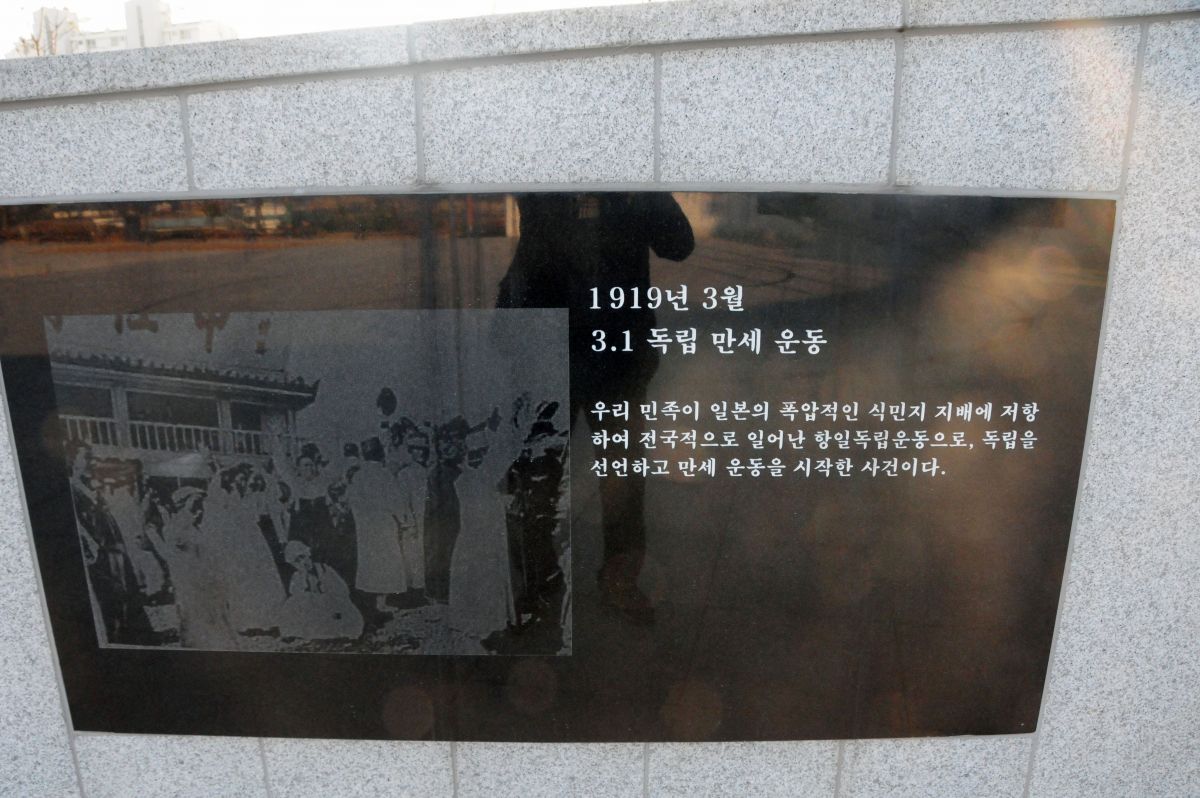 1919년 3월
3.1 독립 만세 운동
우리 민족이 일본의 폭압적인 식민지 지배에 저항
하여 전국적으로 일어난 항일독립운동으로, 독립을
선언하고 만세 운동을 시작한 사건이다.